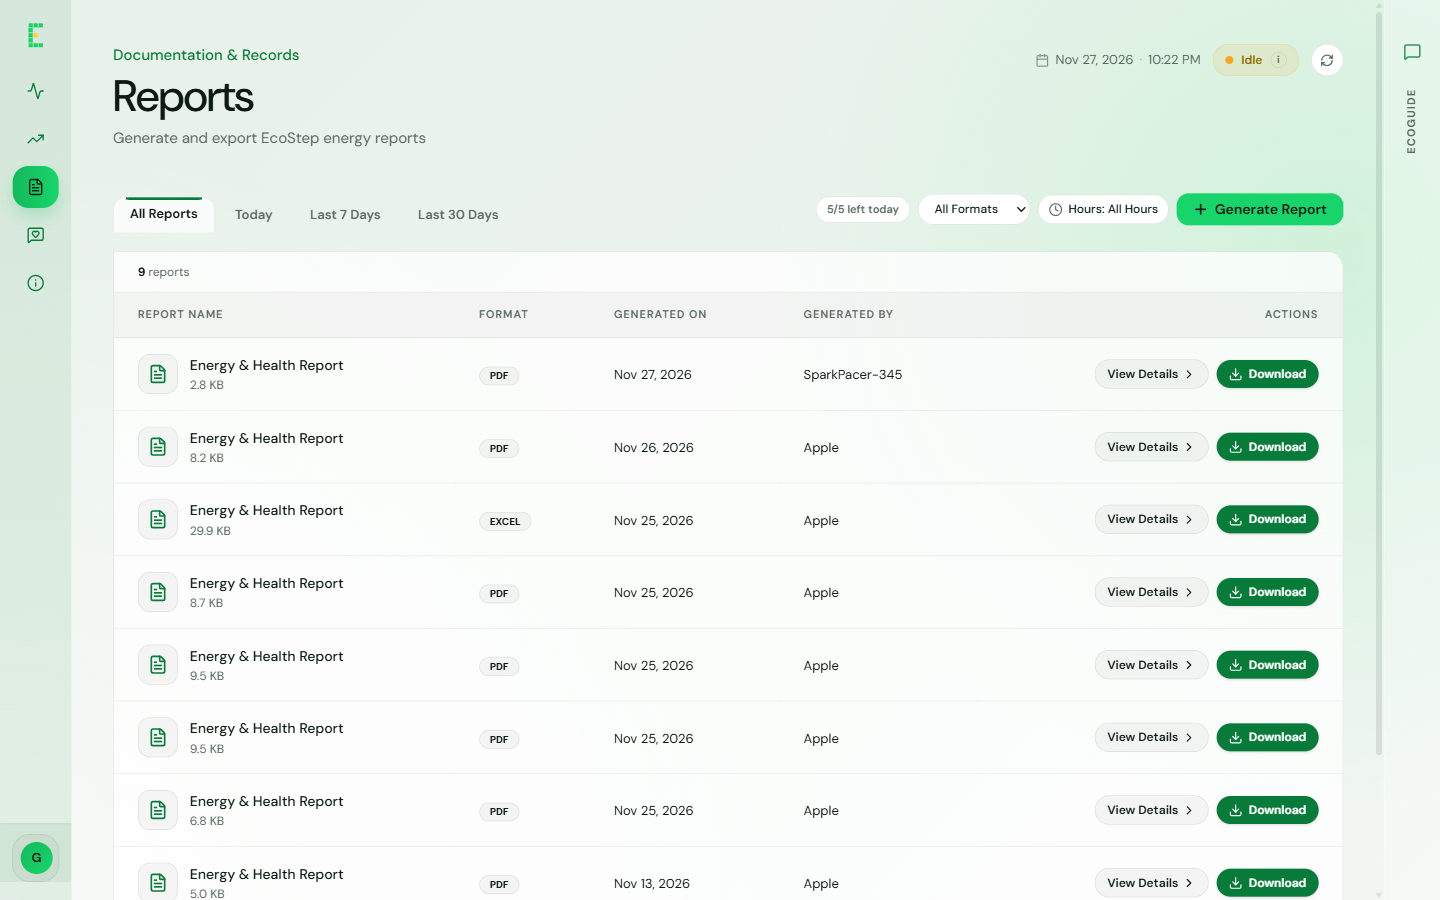 Documentation & Records
Reports
Generate and export EcoStep energy reports
Nov 27, 2026 · 10:22 PM
Idle
i
ECOGUIDE
All Reports
Today
Last 7 Days
Last 30 Days
5/5 left today
All Formats
Hours: All Hours
+ Generate Report
9 reports
REPORT NAME
FORMAT
GENERATED ON
GENERATED BY
ACTIONS
Energy & Health Report
2.8 KB
PDF
Nov 27, 2026
SparkPacer-345
View Details
Download
Energy & Health Report
8.2 KB
PDF
Nov 26, 2026
Apple
View Details
Download
Energy & Health Report
29.9 KB
EXCEL
Nov 25, 2026
Apple
View Details
Download
Energy & Health Report
8.7 KB
PDF
Nov 25, 2026
Apple
View Details
Download
Energy & Health Report
9.5 KB
PDF
Nov 25, 2026
Apple
View Details
Download
Energy & Health Report
9.5 KB
PDF
Nov 25, 2026
Apple
View Details
Download
Energy & Health Report
6.8 KB
PDF
Nov 25, 2026
Apple
View Details
Download
Energy & Health Report
5.0 KB
PDF
Nov 13, 2026
Apple
View Details
Download
G